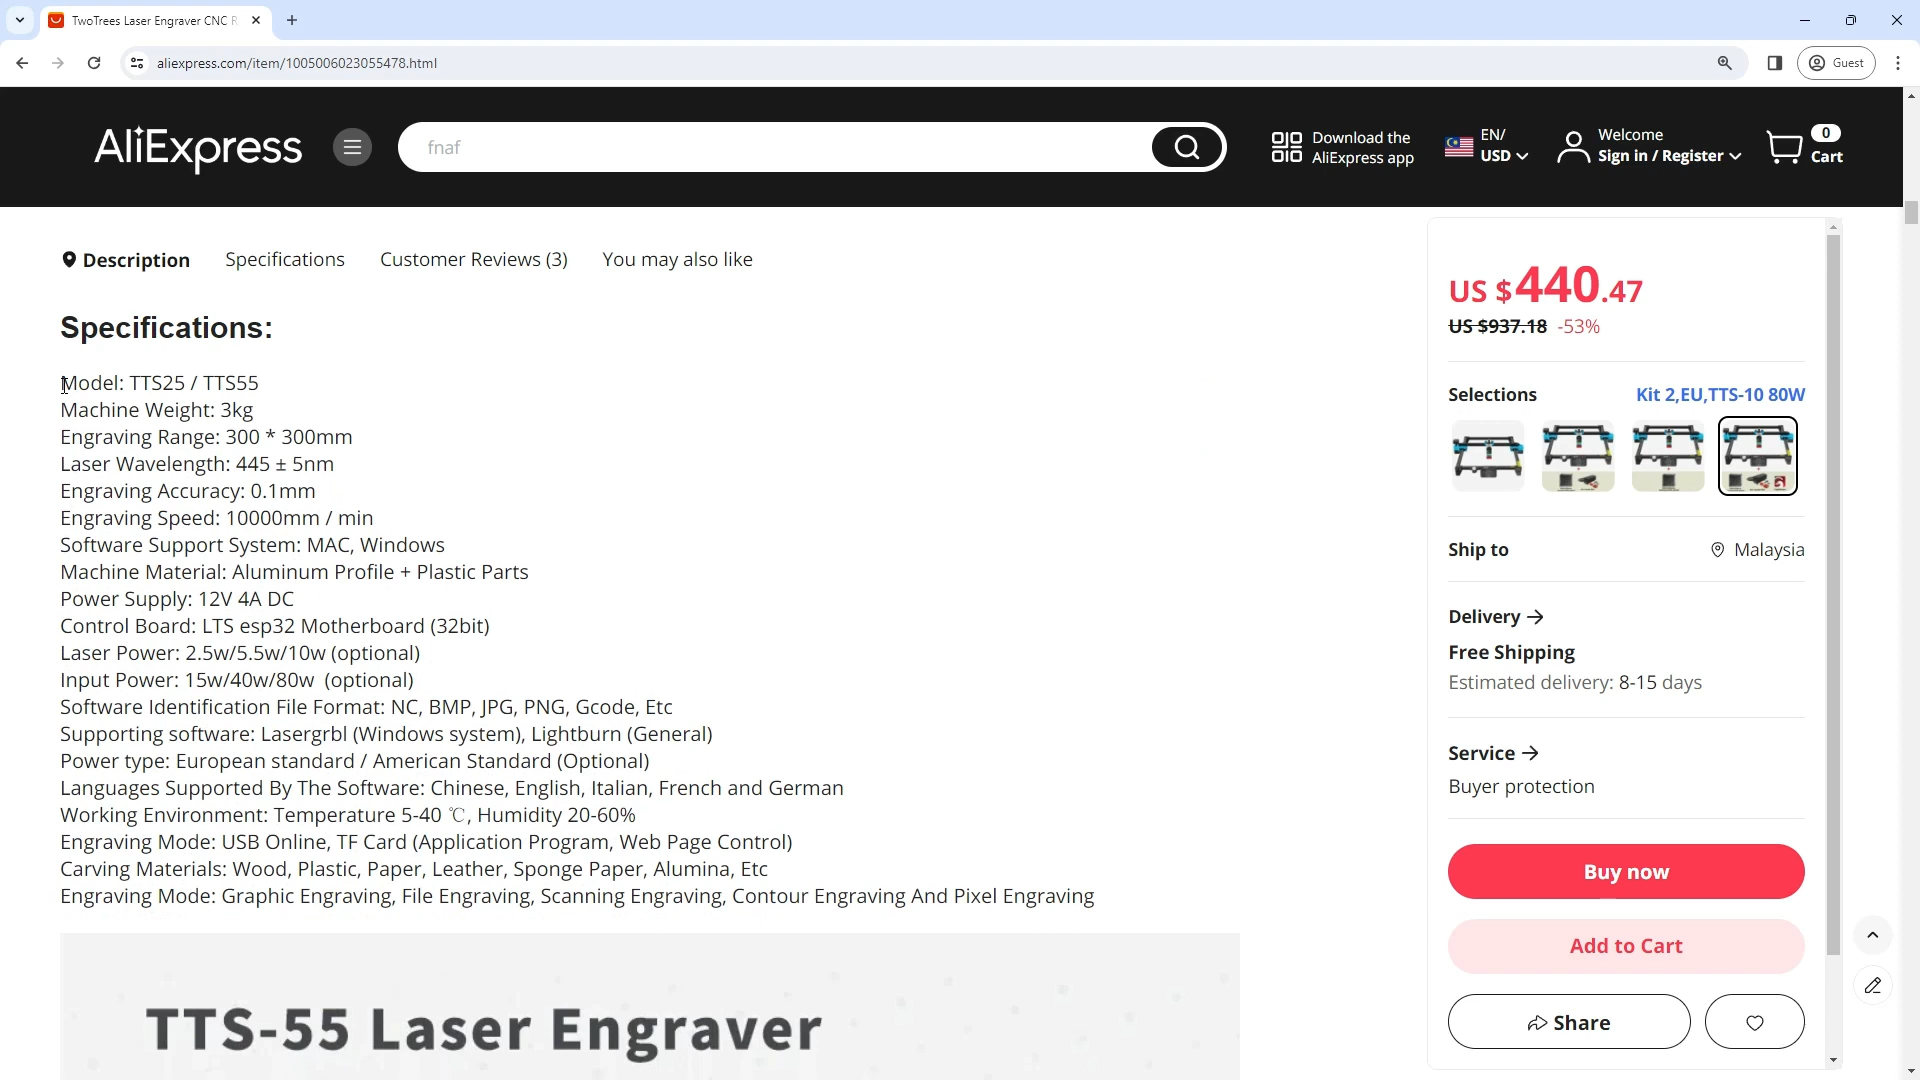 TwoTrees Laser Engraver CNC R
aliexpress.com/item/1005006023055478.html
Guest
AliExpress
fnaf
Download the
AliExpress app
EN/
USD
Welcome
Sign in / Register
0
Cart
Description
Specifications
Customer Reviews (3)
You may also like
Specifications:
Model: TTS25 / TTS55
Machine Weight: 3kg
Engraving Range: 300 * 300mm
Laser Wavelength: 445 ± 5nm
Engraving Accuracy: 0.1mm
Engraving Speed: 10000mm / min
Software Support System: MAC, Windows
Machine Material: Aluminum Profile + Plastic Parts
Power Supply: 12V 4A DC
Control Board: LTS esp32 Motherboard (32bit)
Laser Power: 2.5w/5.5w/10w (optional)
Input Power: 15w/40w/80w (optional)
Software Identification File Format: NC, BMP, JPG, PNG, Gcode, Etc
Supporting software: Lasergrbl (Windows system), Lightburn (General)
Power type: European standard / American Standard (Optional)
Languages Supported By The Software: Chinese, English, Italian, French and German
Working Environment: Temperature 5-40 ℃, Humidity 20-60%
Engraving Mode: USB Online, TF Card (Application Program, Web Page Control)
Carving Materials: Wood, Plastic, Paper, Leather, Sponge Paper, Alumina, Etc
Engraving Mode: Graphic Engraving, File Engraving, Scanning Engraving, Contour Engraving And Pixel Engraving
TTS-55 Laser Engraver
US $440.47
US $937.18 -53%
Selections
Kit 2,EU,TTS-10 80W
Ship to
Malaysia
Delivery
Free Shipping
Estimated delivery: 8-15 days
Service
Buyer protection
Buy now
Add to Cart
Share